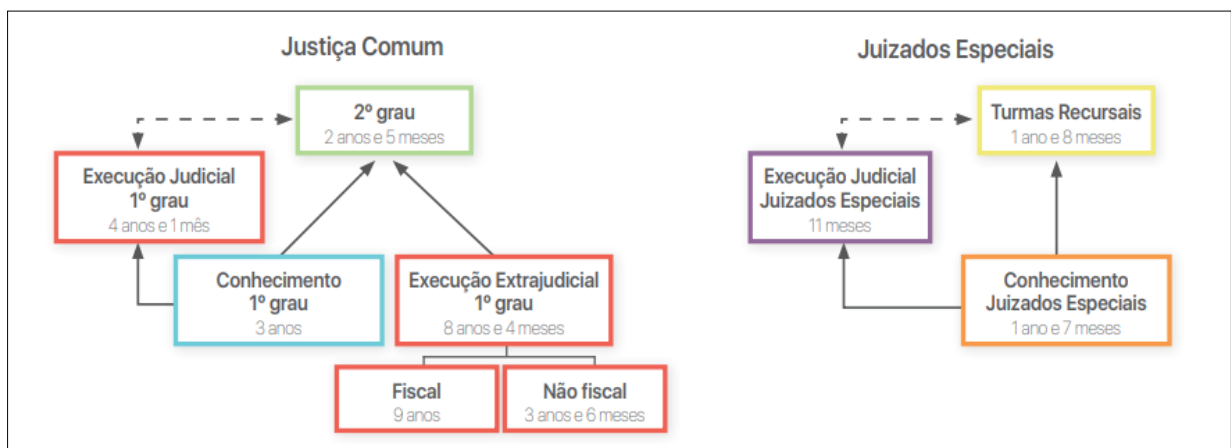 Justiça Comum
2º grau
2 anos e 5 meses
Execução Judicial
1º grau
4 anos e 1 mês
Conhecimento
1º grau
3 anos
Execução Extrajudicial
1º grau
8 anos e 4 meses
Fiscal
9 anos
Não fiscal
3 anos e 6 meses
Juizados Especiais
Turmas Recursais
1 ano e 8 meses
Execução Judicial
Juizados Especiais
11 meses
Conhecimento
Juizados Especiais
1 ano e 7 meses